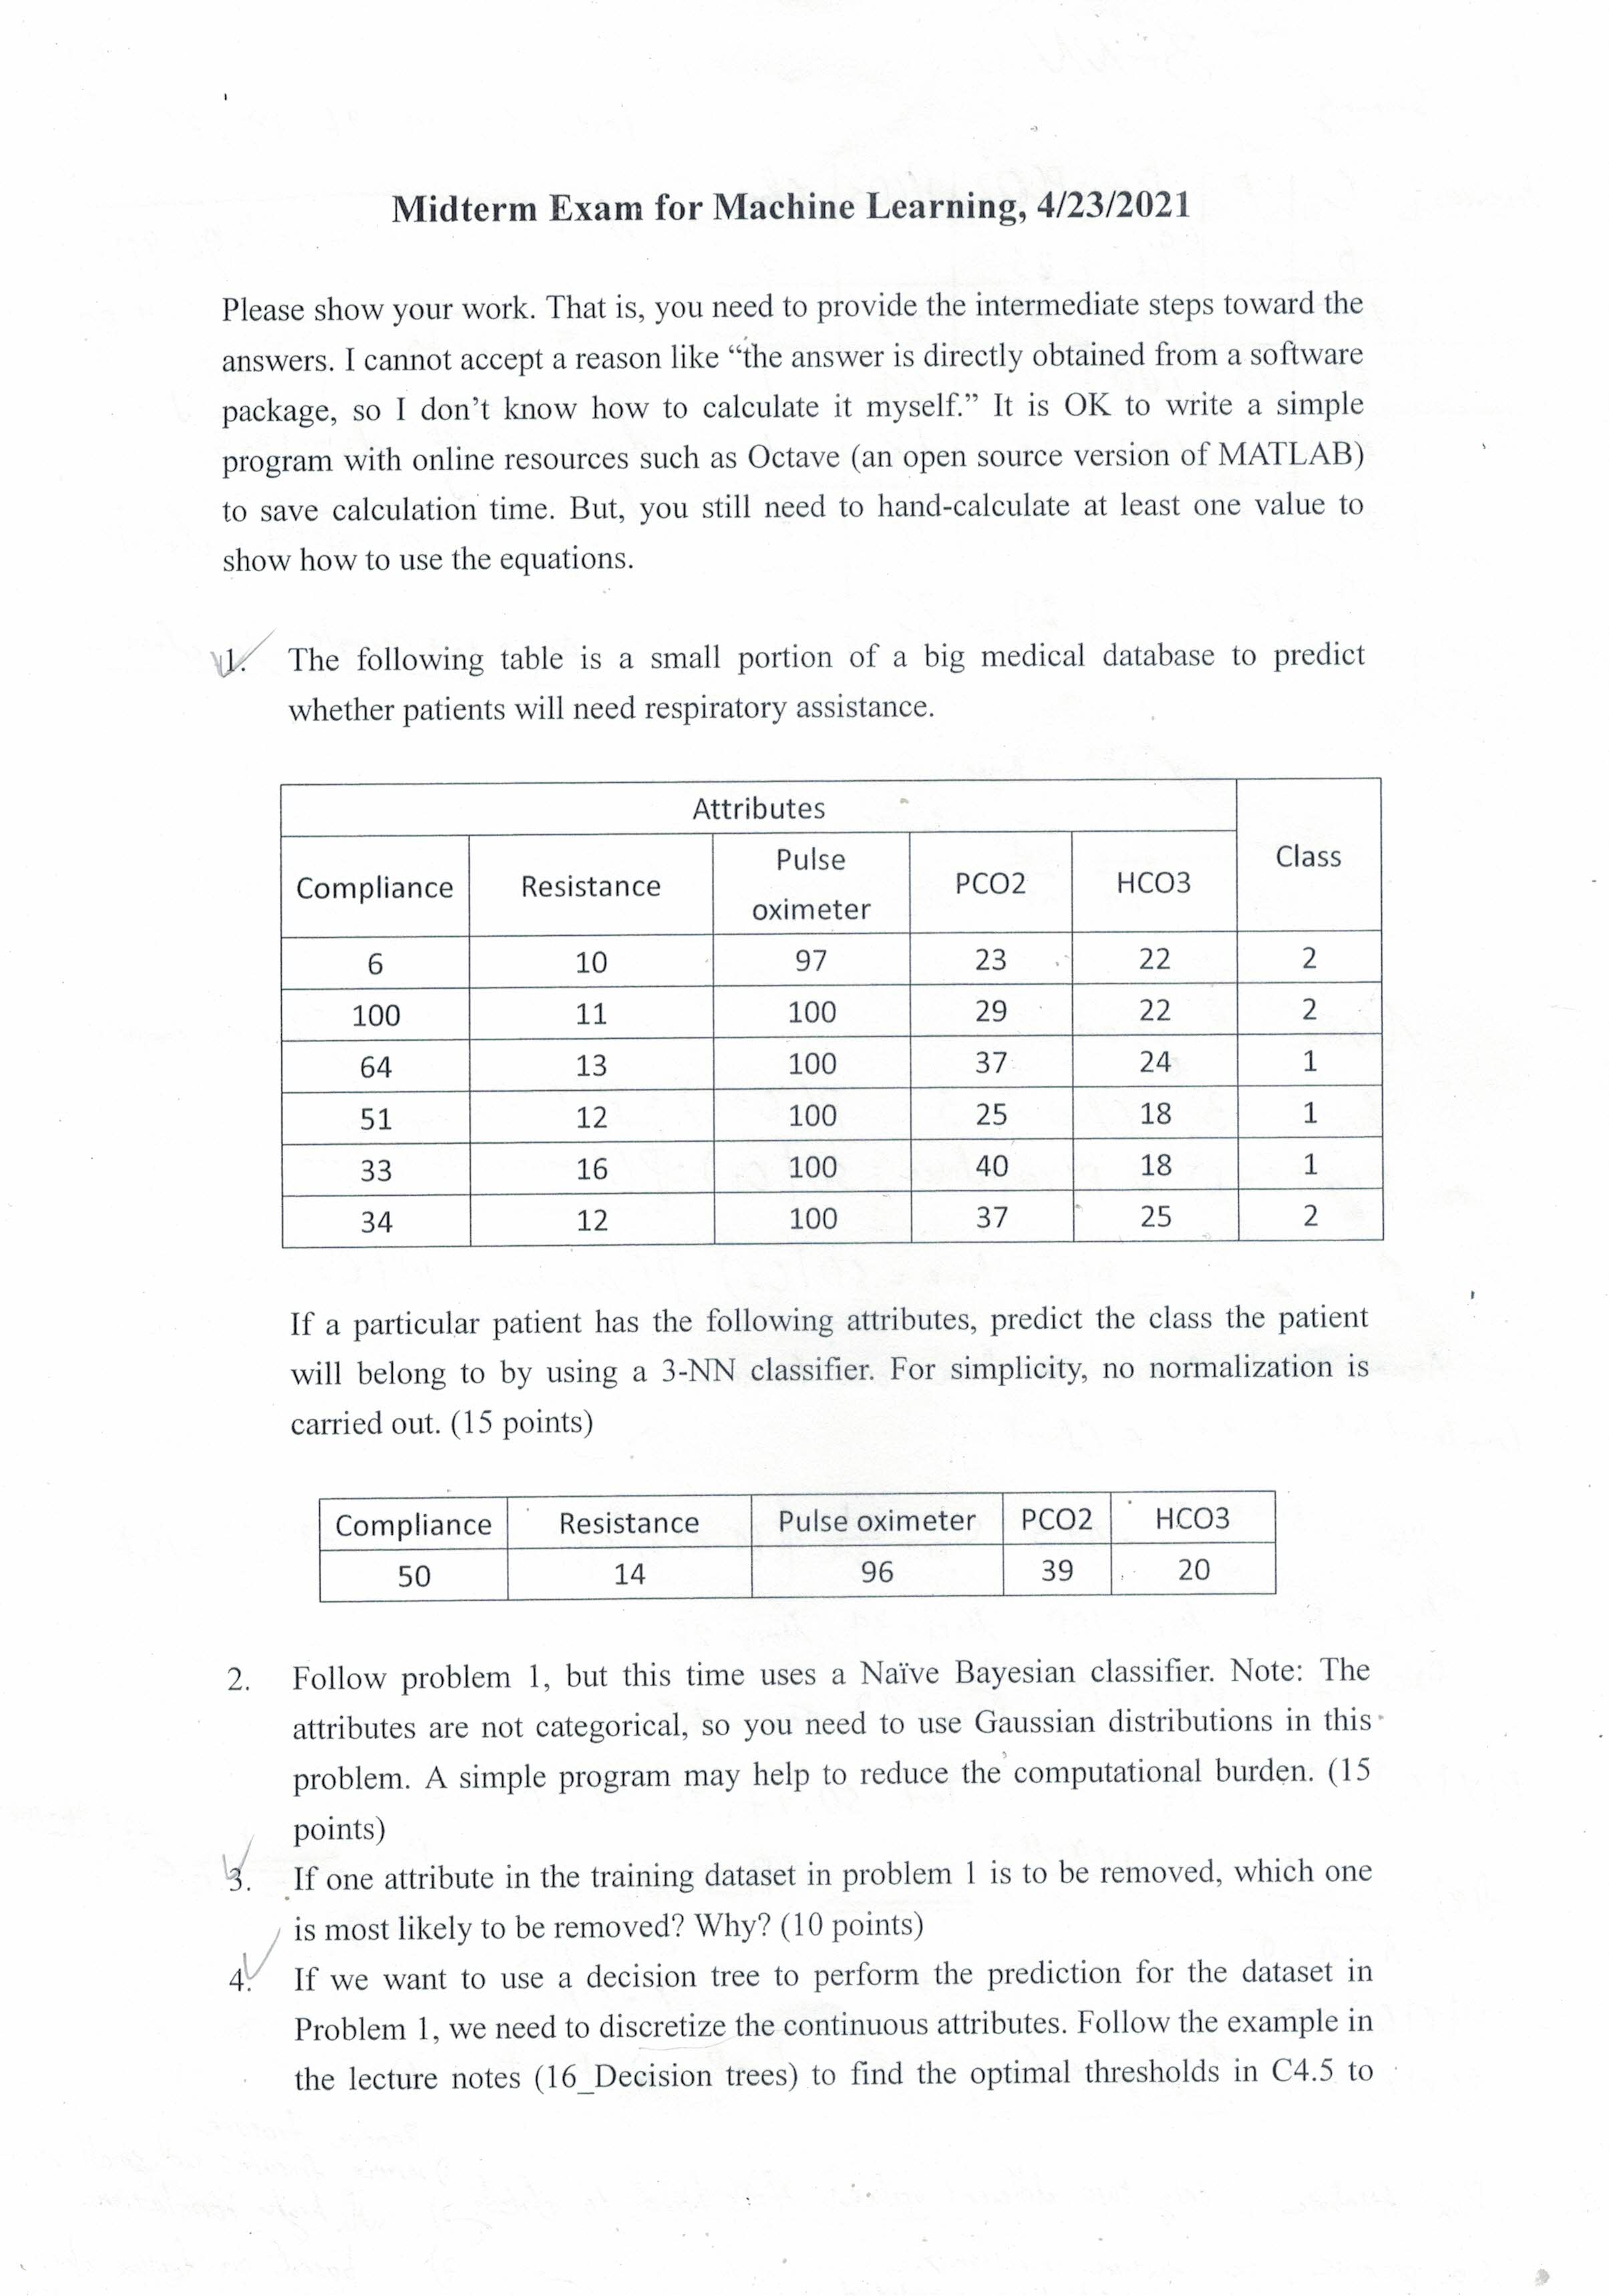 Midterm Exam for Machine Learning, 4/23/2021
Please show your work. That is, you need to provide the intermediate steps toward the
answers. I cannot accept a reason like “the answer is directly obtained from a software
package, so I don’t know how to calculate it myself.” It is OK to write a simple
program with online resources such as Octave (an open source version of MATLAB)
to save calculation time. But, you still need to hand-calculate at least one value to
show how to use the equations.
1. The following table is a small portion of a big medical database to predict
whether patients will need respiratory assistance.
Attributes Class
Compliance Resistance Pulse oximeter PCO2 HCO3
6 10 97 23 22 2
100 11 100 29 22 2
64 13 100 37 24 1
51 12 100 25 18 1
33 16 100 40 18 1
34 12 100 37 25 2
If a particular patient has the following attributes, predict the class the patient
will belong to by using a 3-NN classifier. For simplicity, no normalization is
carried out. (15 points)
Compliance Resistance Pulse oximeter PCO2 HCO3
50 14 96 39 20
2. Follow problem 1, but this time uses a Naïve Bayesian classifier. Note: The
attributes are not categorical, so you need to use Gaussian distributions in this
problem. A simple program may help to reduce the computational burden. (15
points)
3. If one attribute in the training dataset in problem 1 is to be removed, which one
is most likely to be removed? Why? (10 points)
4. If we want to use a decision tree to perform the prediction for the dataset in
Problem 1, we need to discretize the continuous attributes. Follow the example in
the lecture notes (16_Decision trees) to find the optimal thresholds in C4.5 to